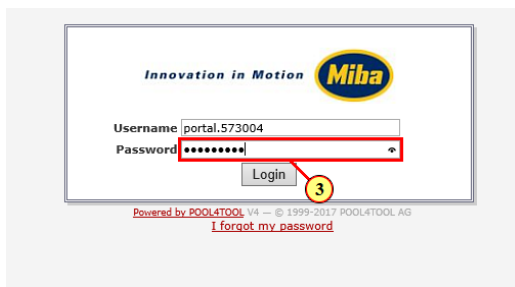 Innovation in Motion Miba
Username portal.573004
Password •••••••••
Login
3
Powered by POOL4TOOL V4 — © 1999-2017 POOL4TOOL AG
I forgot my password